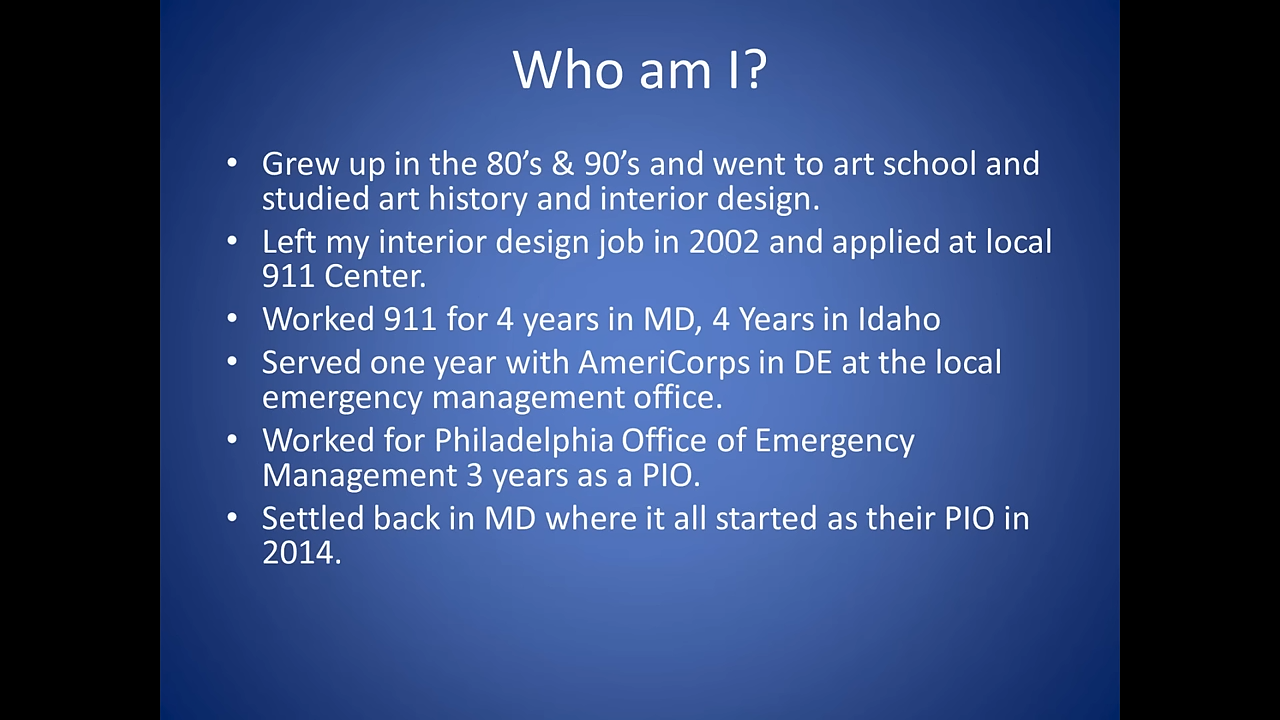 Who am I?
• Grew up in the 80’s & 90’s and went to art school and
studied art history and interior design.
• Left my interior design job in 2002 and applied at local
911 Center.
• Worked 911 for 4 years in MD, 4 Years in Idaho
• Served one year with AmeriCorps in DE at the local
emergency management office.
• Worked for Philadelphia Office of Emergency
Management 3 years as a PIO.
• Settled back in MD where it all started as their PIO in
2014.